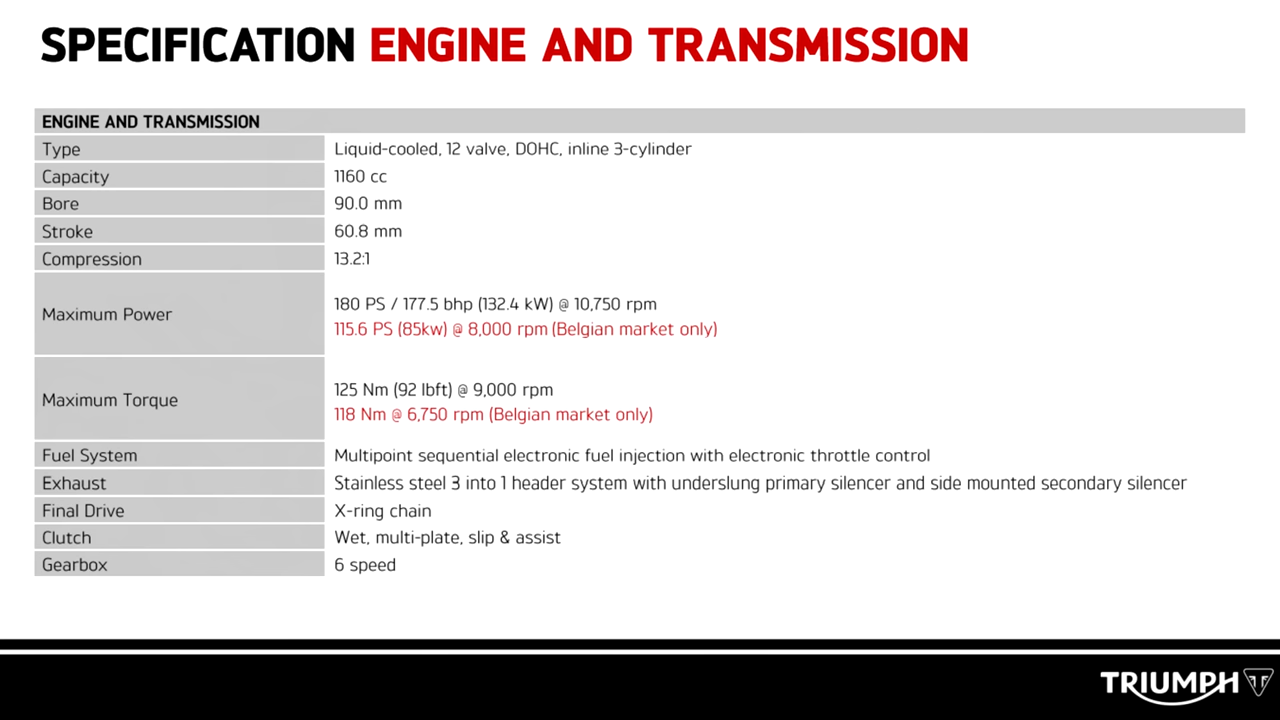 SPECIFICATION ENGINE AND TRANSMISSION
ENGINE AND TRANSMISSION
Type Liquid-cooled, 12 valve, DOHC, inline 3-cylinder
Capacity 1160 cc
Bore 90.0 mm
Stroke 60.8 mm
Compression 13.2:1
Maximum Power 180 PS / 177.5 bhp (132.4 kW) @ 10,750 rpm
115.6 PS (85kw) @ 8,000 rpm (Belgian market only)
Maximum Torque 125 Nm (92 lbft) @ 9,000 rpm
118 Nm @ 6,750 rpm (Belgian market only)
Fuel System Multipoint sequential electronic fuel injection with electronic throttle control
Exhaust Stainless steel 3 into 1 header system with underslung primary silencer and side mounted secondary silencer
Final Drive X-ring chain
Clutch Wet, multi-plate, slip & assist
Gearbox 6 speed
TRIUMPH